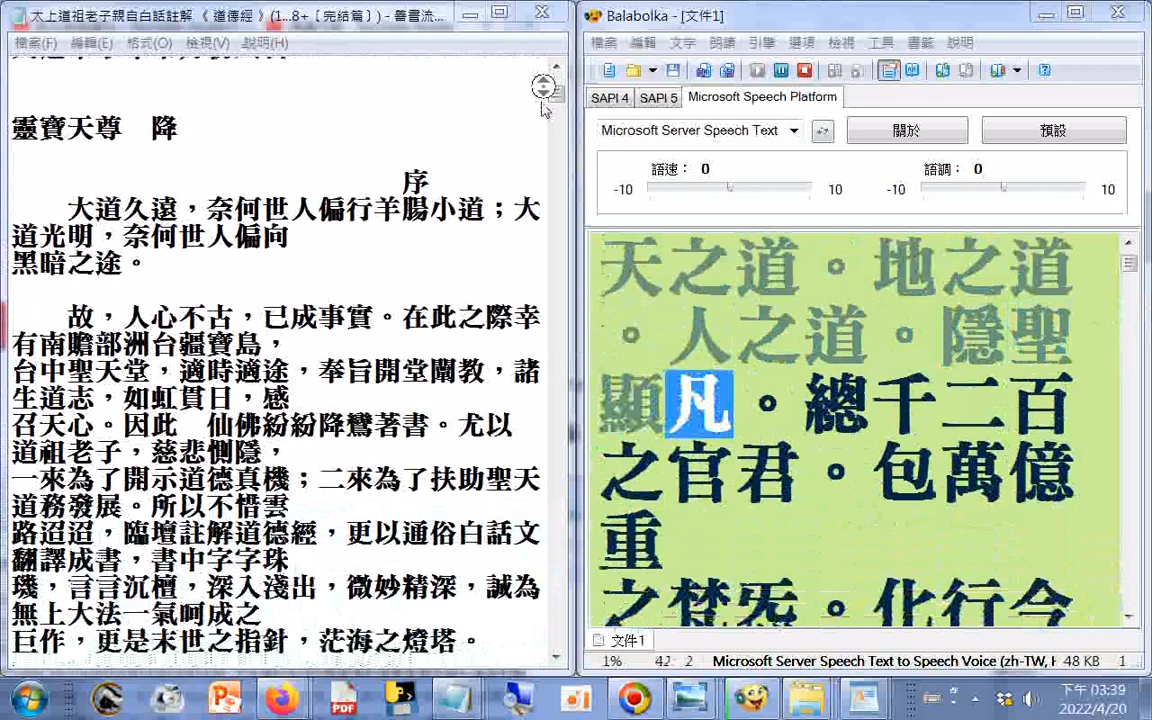 太上道祖老子親自白話註解 《 道德經 》(1...8+〔完結篇〕) - 善書流...
檔案(F) 編輯(E) 格式(O) 檢視(V) 說明(H)
靈寶天尊　降
序
大道久遠，奈何世人偏行羊腸小道；大
道光明，奈何世人偏向
黑暗之途。
故，人心不古，已成事實。在此之際幸
有南贍部洲台疆寶島，
台中聖天堂，適時適途，奉旨開堂闡教，諸
生道志，如虹貫日，感
召天心。因此　仙佛紛紛降鸞著書。尤以
道祖老子，慈悲惻隱，
一來為了開示道德真機；二來為了扶助聖天
道務發展。所以不惜雲
路迢迢，臨壇註解道德經，更以通俗白話文
翻譯成書，書中字字珠
璣，言言沉檀，深入淺出，微妙精深，誠為
無上大法一氣呵成之
巨作，更是末世之指針，茫海之燈塔。
Balabolka - [文件1]
檔案 編輯 文字 朗讀 引擎 選項 檢視 工具 書籤 說明
SAPI 4 SAPI 5 Microsoft Speech Platform
Microsoft Server Speech Text 關於 預設
語速： 0 語調： 0
-10 10 -10 10
天之道。地之道
。人之道。隱聖
顯凡。總千二百
之官君。包萬億
重
之梵炁。化行今
文件1
1% 42: 2 Microsoft Server Speech Text to Speech Voice (zh-TW, H 48 KB 1
PDF
下午 03:39
2022/4/20